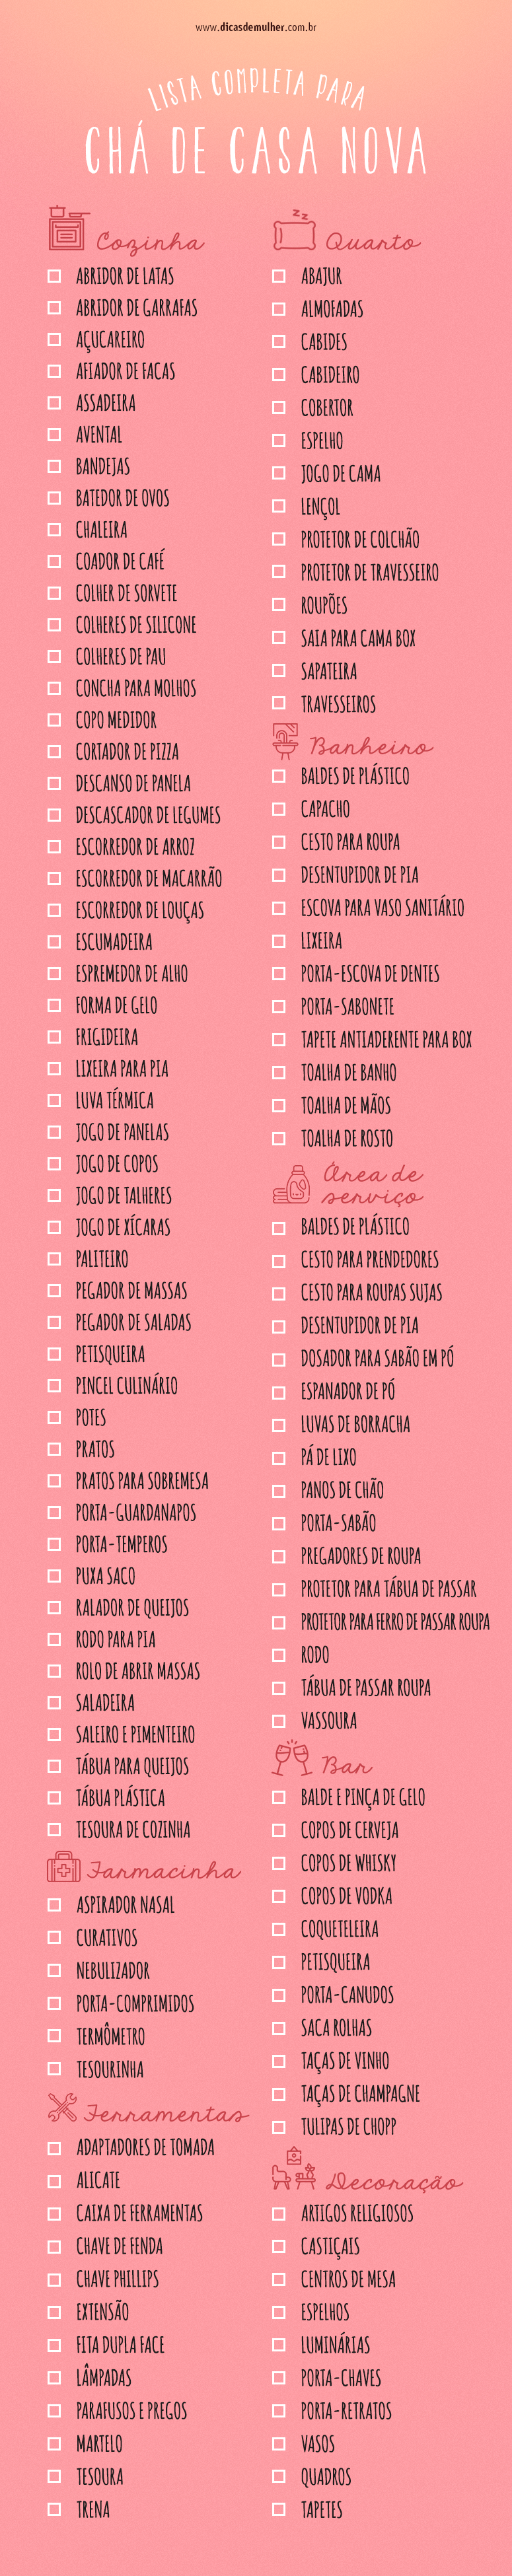 www.dicasdemulher.com.br
LISTA COMPLETA PARA
CHÁ DE CASA NOVA
Cozinha
ABRIDOR DE LATAS
ABRIDOR DE GARRAFAS
AÇUCAREIRO
AFIADOR DE FACAS
ASSADEIRA
AVENTAL
BANDEJAS
BATEDOR DE OVOS
CHALEIRA
COADOR DE CAFÉ
COLHER DE SORVETE
COLHERES DE SILICONE
COLHERES DE PAU
CONCHA PARA MOLHOS
COPO MEDIDOR
CORTADOR DE PIZZA
DESCANSO DE PANELA
DESCASCADOR DE LEGUMES
ESCORREDOR DE ARROZ
ESCORREDOR DE MACARRÃO
ESCORREDOR DE LOUÇAS
ESCUMADEIRA
ESPREMEDOR DE ALHO
FORMA DE GELO
FRIGIDEIRA
LIXEIRA PARA PIA
LUVA TÉRMICA
JOGO DE PANELAS
JOGO DE COPOS
JOGO DE TALHERES
JOGO DE XÍCARAS
PALITEIRO
PEGADOR DE MASSAS
PEGADOR DE SALADAS
PETISQUEIRA
PINCEL CULINÁRIO
POTES
PRATOS
PRATOS PARA SOBREMESA
PORTA-GUARDANAPOS
PORTA-TEMPEROS
PUXA SACO
RALADOR DE QUEIJOS
RODO PARA PIA
ROLO DE ABRIR MASSAS
SALADEIRA
SALEIRO E PIMENTEIRO
TÁBUA PARA QUEIJOS
TÁBUA PLÁSTICA
TESOURA DE COZINHA
Farmacinha
ASPIRADOR NASAL
CURATIVOS
NEBULIZADOR
PORTA-COMPRIMIDOS
TERMÔMETRO
TESOURINHA
Ferramentas
ADAPTADORES DE TOMADA
ALICATE
CAIXA DE FERRAMENTAS
CHAVE DE FENDA
CHAVE PHILLIPS
EXTENSÃO
FITA DUPLA FACE
LÂMPADAS
PARAFUSOS E PREGOS
MARTELO
TESOURA
TRENA
Quarto
ABAJUR
ALMOFADAS
CABIDES
CABIDEIRO
COBERTOR
ESPELHO
JOGO DE CAMA
LENÇOL
PROTETOR DE COLCHÃO
PROTETOR DE TRAVESSEIRO
ROUPÕES
SAIA PARA CAMA BOX
SAPATEIRA
TRAVESSEIROS
Banheiro
BALDES DE PLÁSTICO
CAPACHO
CESTO PARA ROUPA
DESENTUPIDOR DE PIA
ESCOVA PARA VASO SANITÁRIO
LIXEIRA
PORTA-ESCOVA DE DENTES
PORTA-SABONETE
TAPETE ANTIADERENTE PARA BOX
TOALHA DE BANHO
TOALHA DE MÃOS
TOALHA DE ROSTO
Área de
serviço
BALDES DE PLÁSTICO
CESTO PARA PRENDEDORES
CESTO PARA ROUPAS SUJAS
DESENTUPIDOR DE PIA
DOSADOR PARA SABÃO EM PÓ
ESPANADOR DE PÓ
LUVAS DE BORRACHA
PÁ DE LIXO
PANOS DE CHÃO
PORTA-SABÃO
PREGADORES DE ROUPA
PROTETOR PARA TÁBUA DE PASSAR
PROTETOR PARA FERRO DE PASSAR ROUPA
RODO
TÁBUA DE PASSAR ROUPA
VASSOURA
Bar
BALDE E PINÇA DE GELO
COPOS DE CERVEJA
COPOS DE WHISKY
COPOS DE VODKA
COQUETELEIRA
PETISQUEIRA
PORTA-CANUDOS
SACA ROLHAS
TAÇAS DE VINHO
TAÇAS DE CHAMPAGNE
TULIPAS DE CHOPP
Decoração
ARTIGOS RELIGIOSOS
CASTIÇAIS
CENTROS DE MESA
ESPELHOS
LUMINÁRIAS
PORTA-CHAVES
PORTA-RETRATOS
VASOS
QUADROS
TAPETES